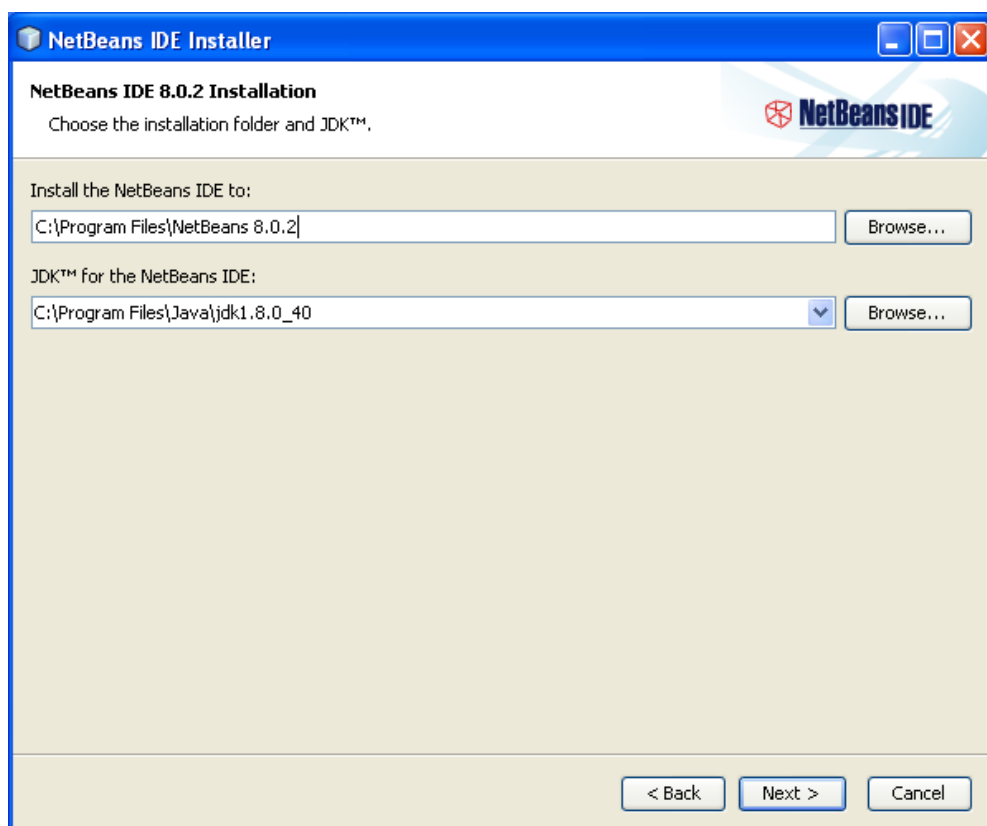 NetBeans IDE Installer
NetBeans IDE 8.0.2 Installation
Choose the installation folder and JDK™.
NetBeans IDE
Install the NetBeans IDE to:
C:\Program Files\NetBeans 8.0.2
Browse...
JDK™ for the NetBeans IDE:
C:\Program Files\Java\jdk1.8.0_40
Browse...
< Back
Next >
Cancel